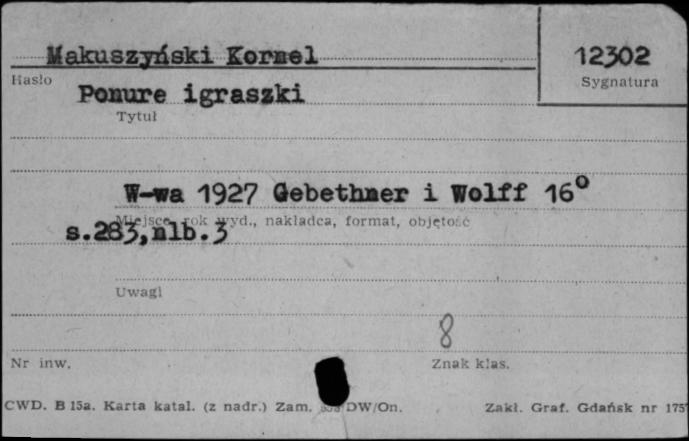 Makuszyński Kornel
12302
Hasło
Sygnatura
Ponure igraszki
Tytuł
W-wa 1927 Gebethner i Wolff 16°
Miejsce, rok wyd., nakładca, format, objętość
s.283,nlb.3
Uwagi
8
Nr inw.
Znak klas.
CWD. B 15a. Karta katal. (z nadr.) Zam. DW/On.
Zakł. Graf. Gdańsk nr 175